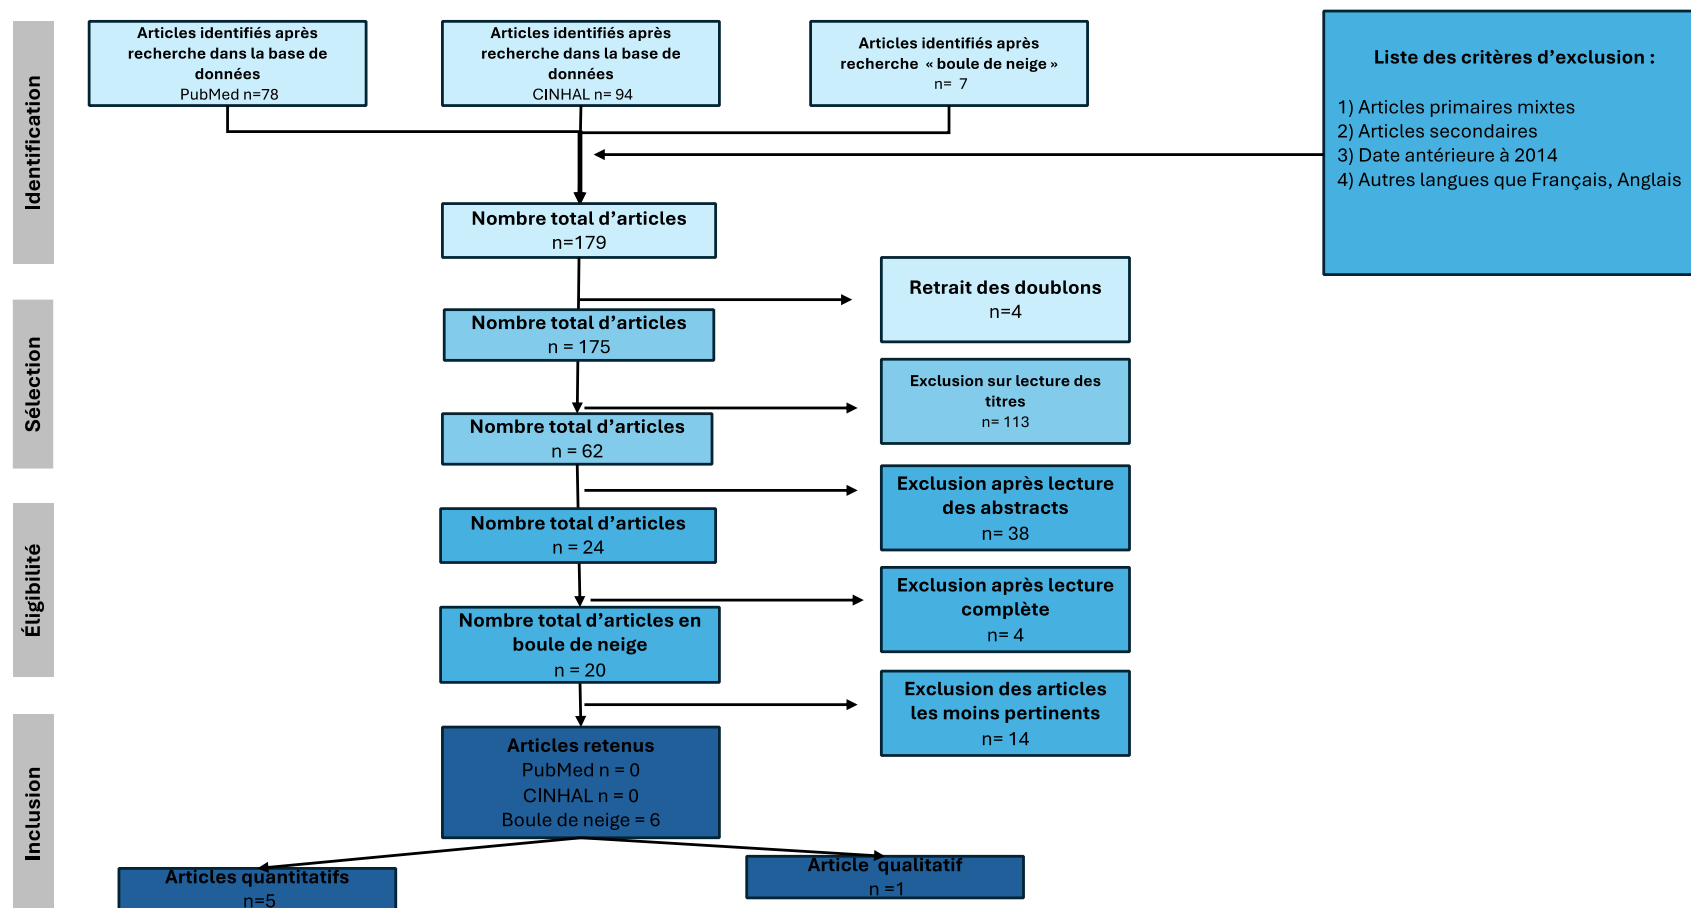 Identification
Articles identifiés après
recherche dans la base de
données
PubMed n=78
Articles identifiés après
recherche dans la base de
données
CINHAL n= 94
Articles identifiés après
recherche « boule de neige »
n= 7
Liste des critères d’exclusion :
1) Articles primaires mixtes
2) Articles secondaires
3) Date antérieure à 2014
4) Autres langues que Français, Anglais
Nombre total d’articles
n=179
Retrait des doublons
n=4
Sélection
Nombre total d’articles
n = 175
Exclusion sur lecture des
titres
n= 113
Nombre total d’articles
n = 62
Exclusion après lecture
des abstracts
n= 38
Éligibilité
Nombre total d’articles
n = 24
Exclusion après lecture
complète
n= 4
Nombre total d’articles en
boule de neige
n = 20
Exclusion des articles
les moins pertinents
n= 14
Inclusion
Articles retenus
PubMed n = 0
CINHAL n = 0
Boule de neige = 6
Articles quantitatifs
n=5
Article qualitatif
n =1